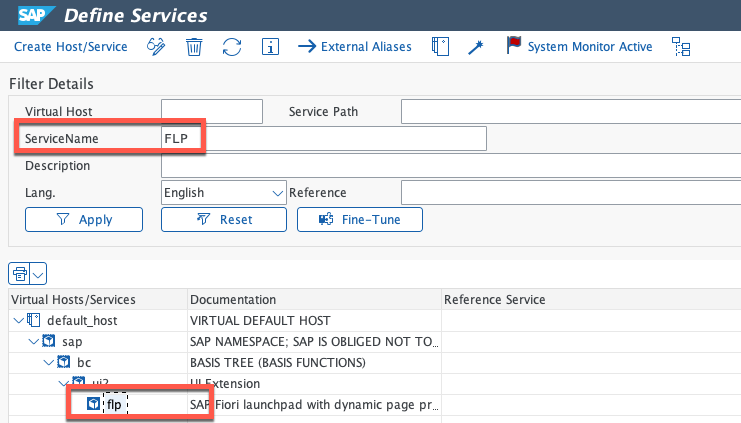 SAP Define Services
Create Host/Service External Aliases System Monitor Active
Filter Details
Virtual Host Service Path
ServiceName FLP
Description
Lang. English Reference
Apply Reset Fine-Tune
Virtual Hosts/Services Documentation Reference Service
default_host VIRTUAL DEFAULT HOST
sap SAP NAMESPACE; SAP IS OBLIGED NOT TO...
bc BASIS TREE (BASIS FUNCTIONS)
ui2 UI Extension
flp SAP Fiori launchpad with dynamic page pr...